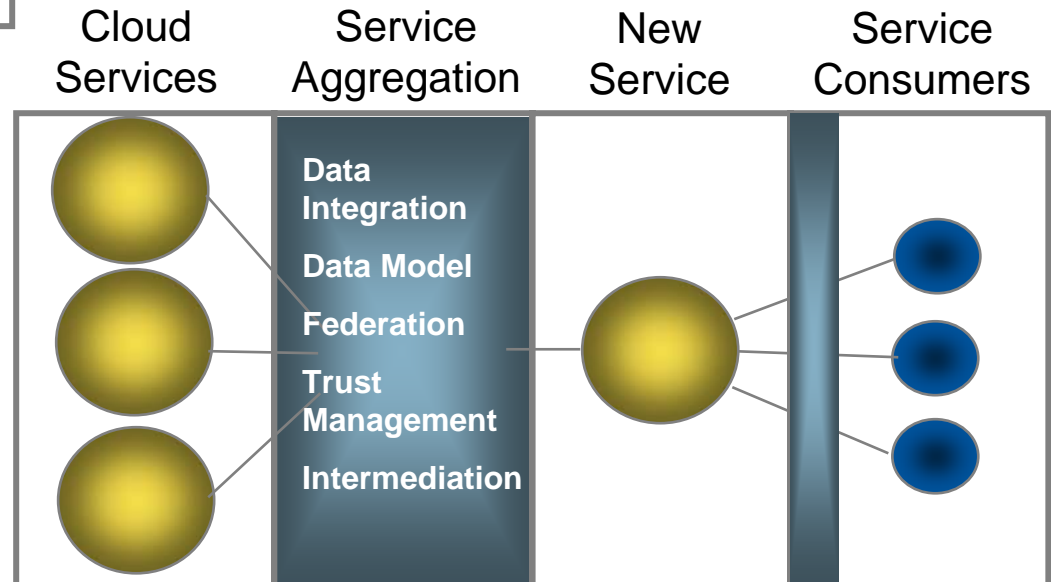 Cloud
Services
Service
Aggregation
New
Service
Service
Consumers
Data
Integration
Data Model
Federation
Trust
Management
Intermediation